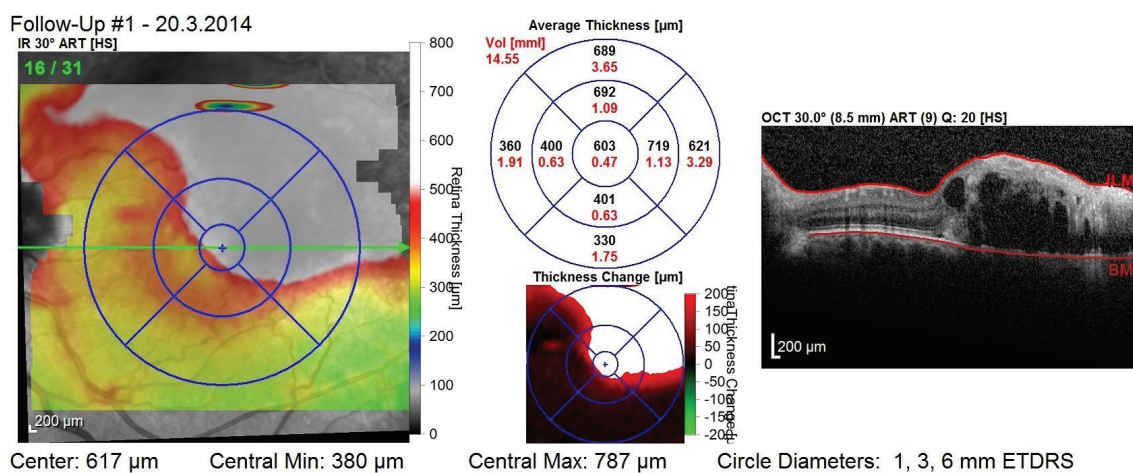 Follow-Up #1 - 20.3.2014
IR 30° ART [HS]
16 / 31
800
700
600
500
400
300
200
100
0
Retina Thickness [µm]
200 µm
Average Thickness [µm]
Vol [mmł]
14.55
689
3.65
692
1.09
360
1.91
400
0.63
603
0.47
719
1.13
621
3.29
401
0.63
330
1.75
Thickness Change [µm]
200
150
100
50
0
-50
-100
-150
-20
tinaThickness Change
OCT 30.0° (8.5 mm) ART (9) Q: 20 [HS]
ILM
BM
200 µm
Center: 617 µm Central Min: 380 µm Central Max: 787 µm Circle Diameters: 1, 3, 6 mm ETDRS